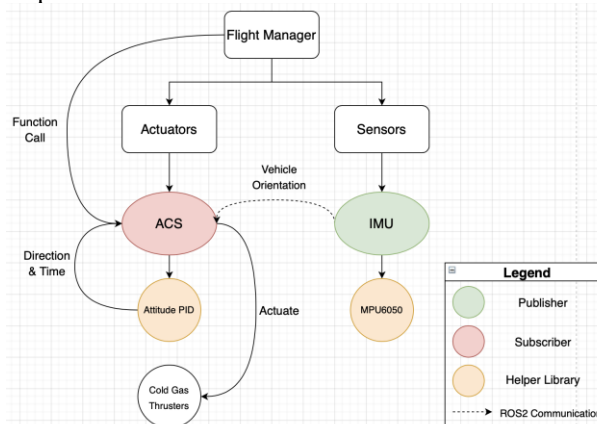 Flight Manager
Function
Call
Actuators
Sensors
Vehicle
Orientation
ACS
IMU
Direction
& Time
Attitude PID
Actuate
MPU6050
Cold Gas
Thrusters
Legend
Publisher
Subscriber
Helper Library
ROS2 Communication